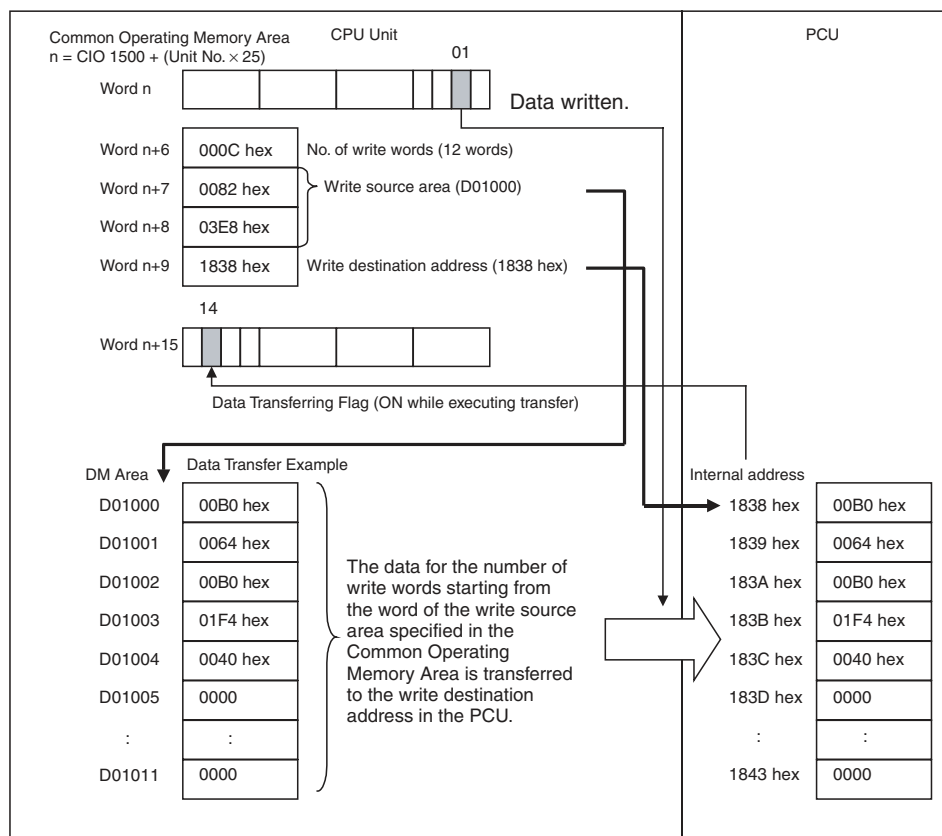 CPU Unit
PCU
Common Operating Memory Area
n = CIO 1500 + (Unit No. × 25)
01
Word n
Data written.
Word n+6 000C hex No. of write words (12 words)
Word n+7 0082 hex Write source area (D01000)
Word n+8 03E8 hex
Word n+9 1838 hex Write destination address (1838 hex)
14
Word n+15
Data Transferring Flag (ON while executing transfer)
DM Area Data Transfer Example
D01000 00B0 hex
D01001 0064 hex
D01002 00B0 hex
D01003 01F4 hex
D01004 0040 hex
D01005 0000
: :
D01011 0000
The data for the number of
write words starting from
the word of the write source
area specified in the
Common Operating
Memory Area is transferred
to the write destination
address in the PCU.
Internal address
1838 hex 00B0 hex
1839 hex 0064 hex
183A hex 00B0 hex
183B hex 01F4 hex
183C hex 0040 hex
183D hex 0000
: :
1843 hex 0000